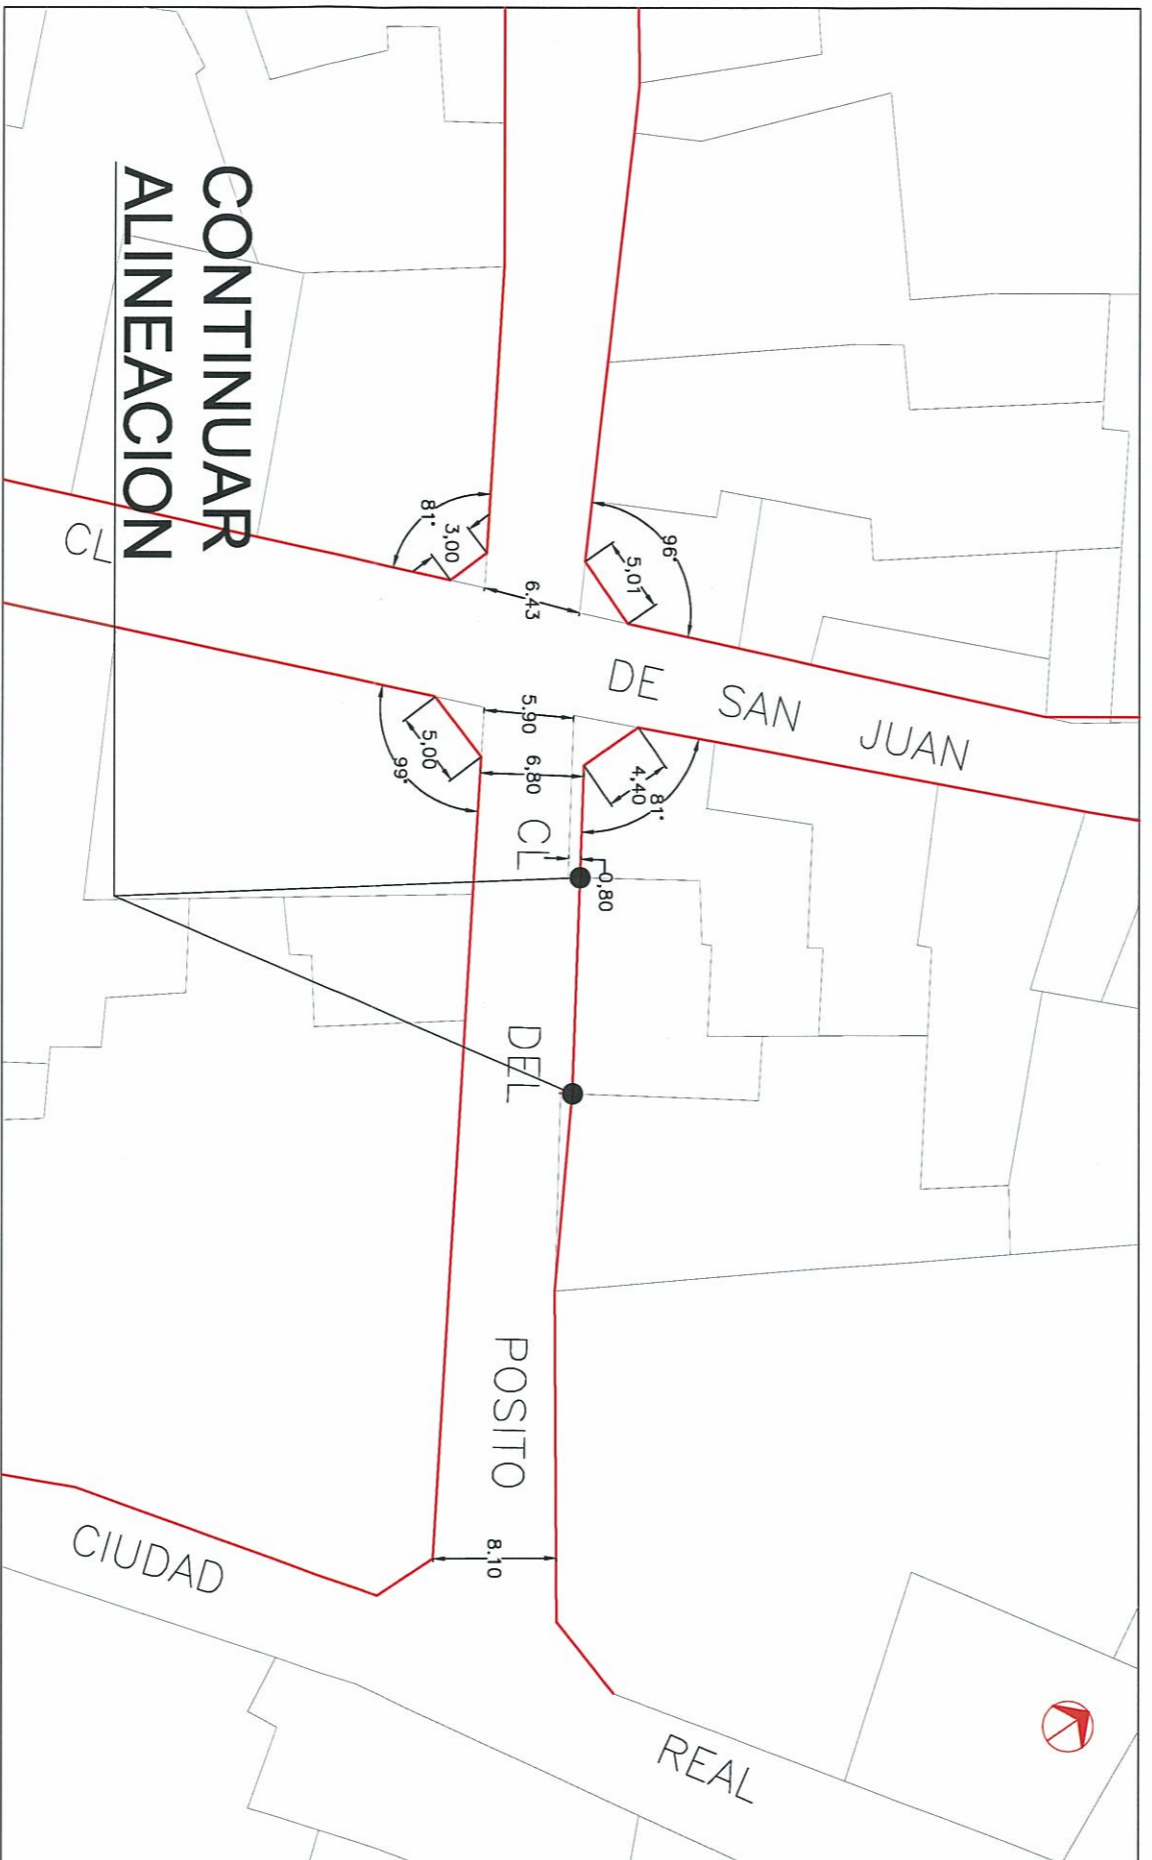 CONTINUAR
ALINEACION
CL DE SAN JUAN
CL DEL POSITO
CIUDAD REAL
81°
3,00
96°
5,07
6.43
5.90
6,80
99°
5,00
4,40
81°
0,80
8.10